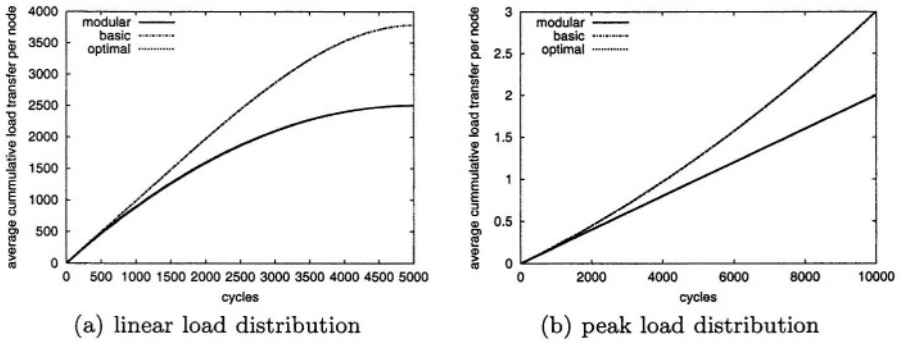 average cummulative load transfer per node
4000
3500
3000
2500
2000
1500
1000
500
0
modular
basic
optimal
0 500 1000 1500 2000 2500 3000 3500 4000 4500 5000
cycles
(a) linear load distribution
average cummulative load transfer per node
3
2.5
2
1.5
1
0.5
0
modular
basic
optimal
0 2000 4000 6000 8000 10000
cycles
(b) peak load distribution